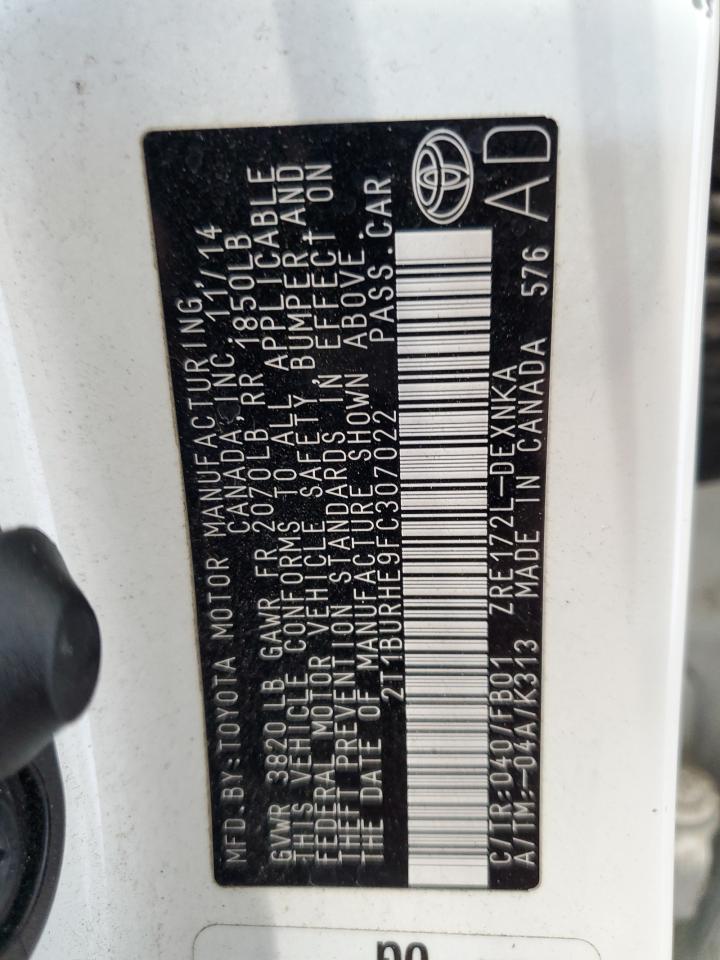 MFD. BY: TOYOTA MOTOR MANUFACTURING,
CANADA, INC. 11/14
GVWR 3820 LB GAWR FR 2070LB RR 1850LB
THIS VEHICLE CONFORMS TO ALL APPLICABLE
FEDERAL MOTOR VEHICLE SAFETY, BUMPER, AND
THEFT PREVENTION STANDARDS IN EFFECT ON
THE DATE OF MANUFACTURE SHOWN ABOVE.
2T1BURHE9FC307022 PASS.CAR
C/TR:040/FB01 ZRE172L-DEXNKA
A/TM:-04A/K313 MADE IN CANADA 576 AD